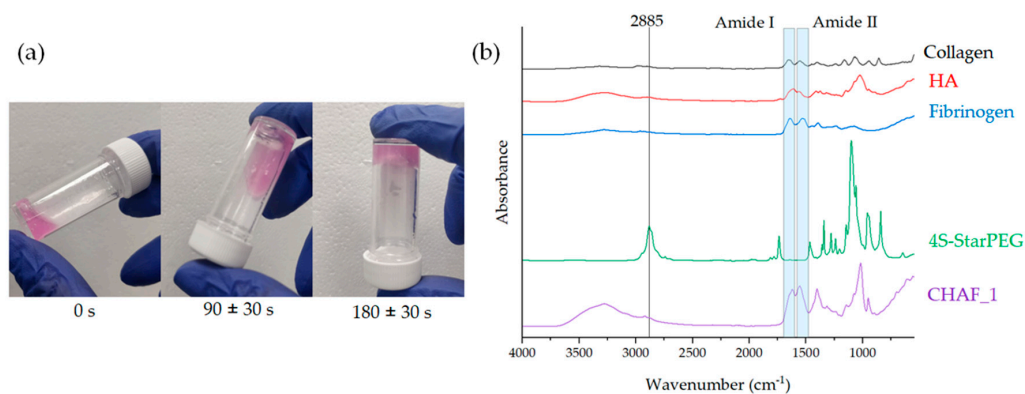 (a)
0 s
90 ± 30 s
180 ± 30 s
(b)
2885
Amide I
Amide II
Collagen
HA
Fibrinogen
4S-StarPEG
CHAF_1
Absorbance
4000
3500
3000
2500
2000
1500
1000
Wavenumber (cm⁻¹)